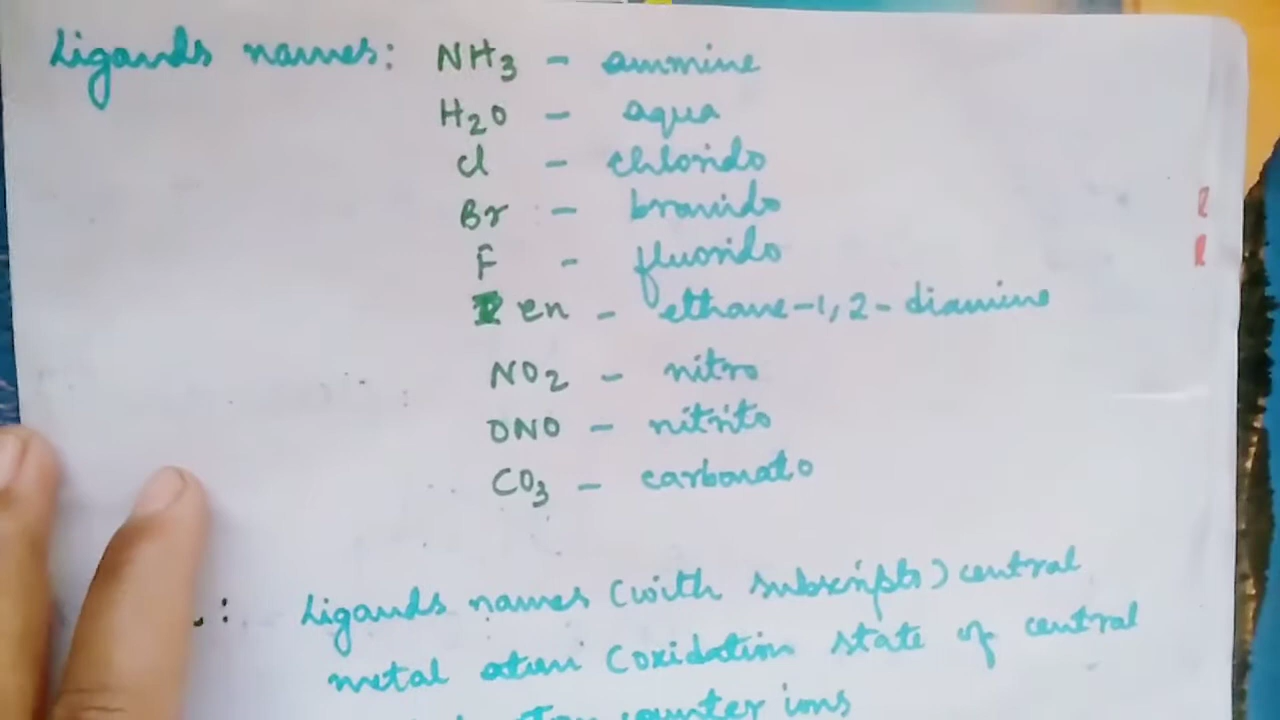 Ligands names: NH3 - ammine
H2O - aqua
Cl - chlorido
Br - bromido
F - fluorido
en - ethane-1,2-diamine
NO2 - nitro
ONO - nitrito
CO3 - carbonato
: Ligands names (with subscripts) central
metal atom (oxidation state of central
counter ions